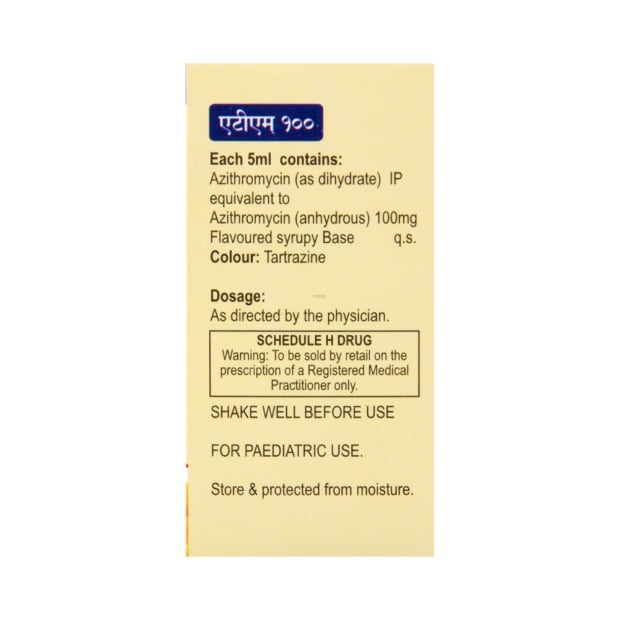 एटीएम १००
Each 5ml contains:
Azithromycin (as dihydrate) IP
equivalent to
Azithromycin (anhydrous) 100mg
Flavoured syrupy Base q.s.
Colour: Tartrazine
Dosage:
As directed by the physician.
SCHEDULE H DRUG
Warning: To be sold by retail on the
prescription of a Registered Medical
Practitioner only.
SHAKE WELL BEFORE USE
FOR PAEDIATRIC USE.
Store & protected from moisture.